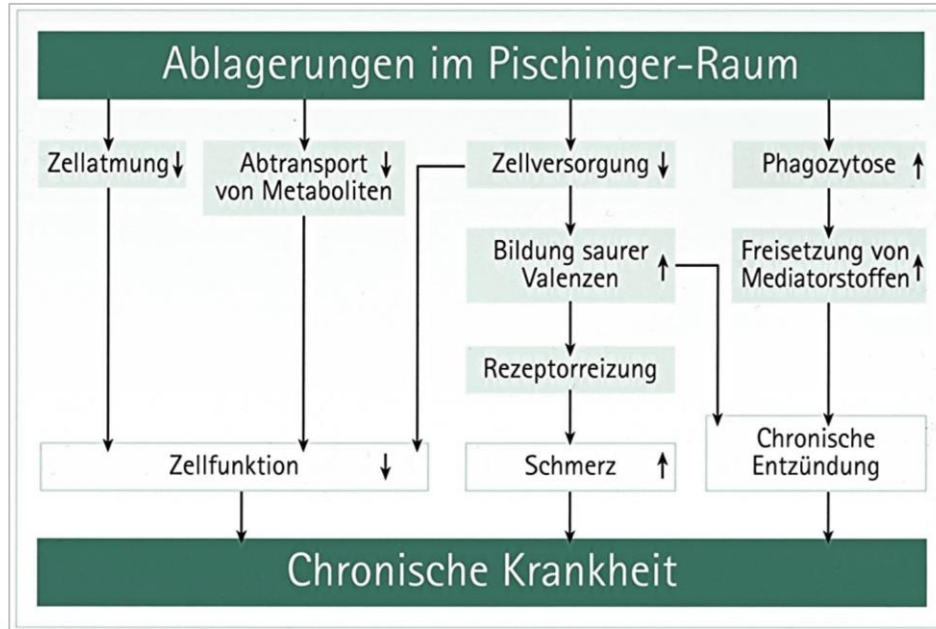 Ablagerungen im Pischinger-Raum
Zellatmung ↓
Abtransport ↓
von Metaboliten
Zellversorgung ↓
Phagozytose ↑
Bildung saurer ↑
Valenzen
Freisetzung von ↑
Mediatorstoffen
Rezeptorreizung
Zellfunktion ↓
Schmerz ↑
Chronische
Entzündung
Chronische Krankheit